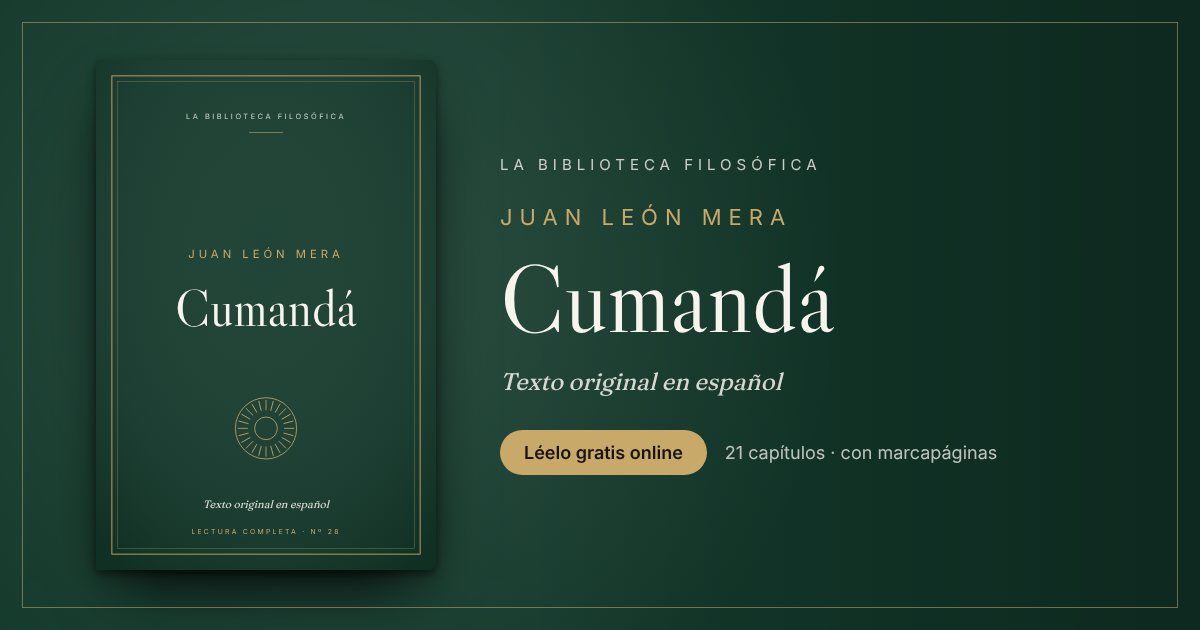 LA BIBLIOTECA FILOSÓFICA
JUAN LEÓN MERA
Cumandá
Texto original en español
LECTURA COMPLETA · Nº 28
LA BIBLIOTECA FILOSÓFICA
JUAN LEÓN MERA
Cumandá
Texto original en español
Léelo gratis online
21 capítulos · con marcapáginas